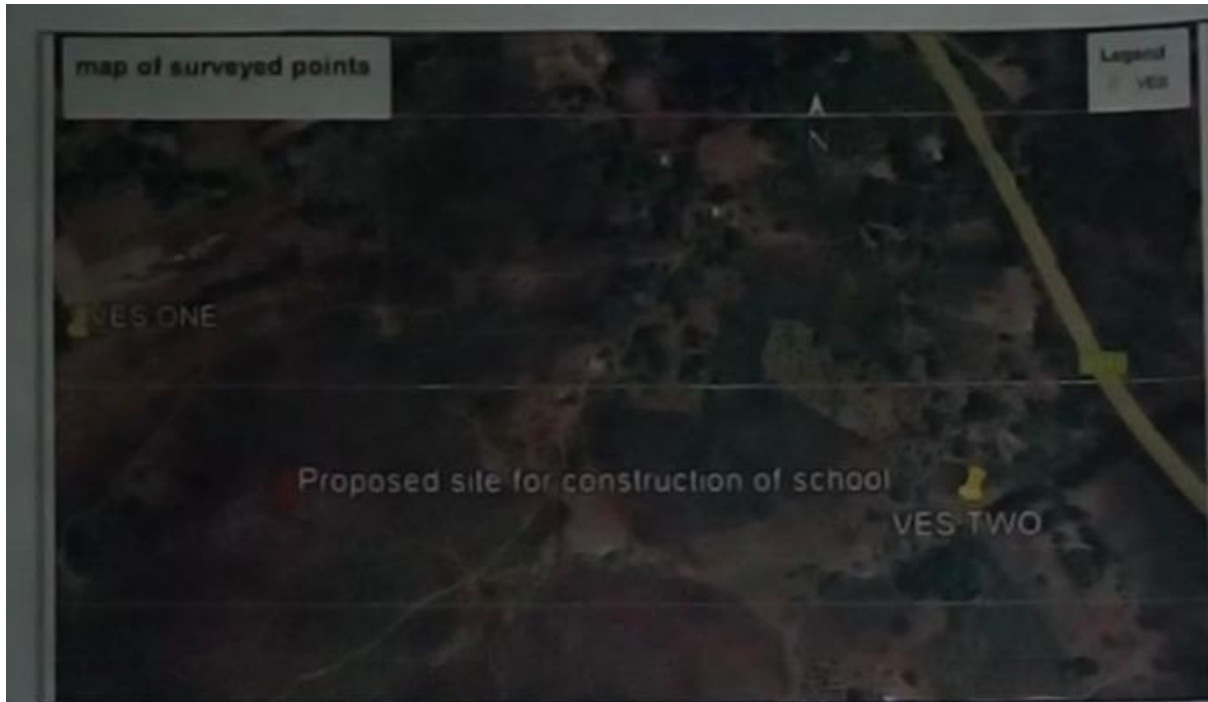 map of surveyed points
Legend
VES
N
VES ONE
Proposed site for construction of school
VES TWO